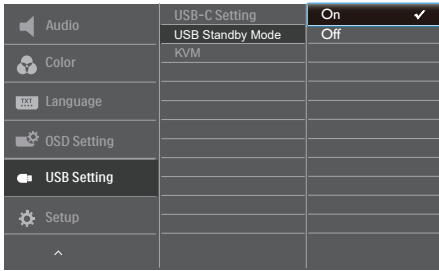 Audio
Color
TXT Language
OSD Setting
USB Setting
Setup
USB-C Setting
USB Standby Mode
KVM
On
Off